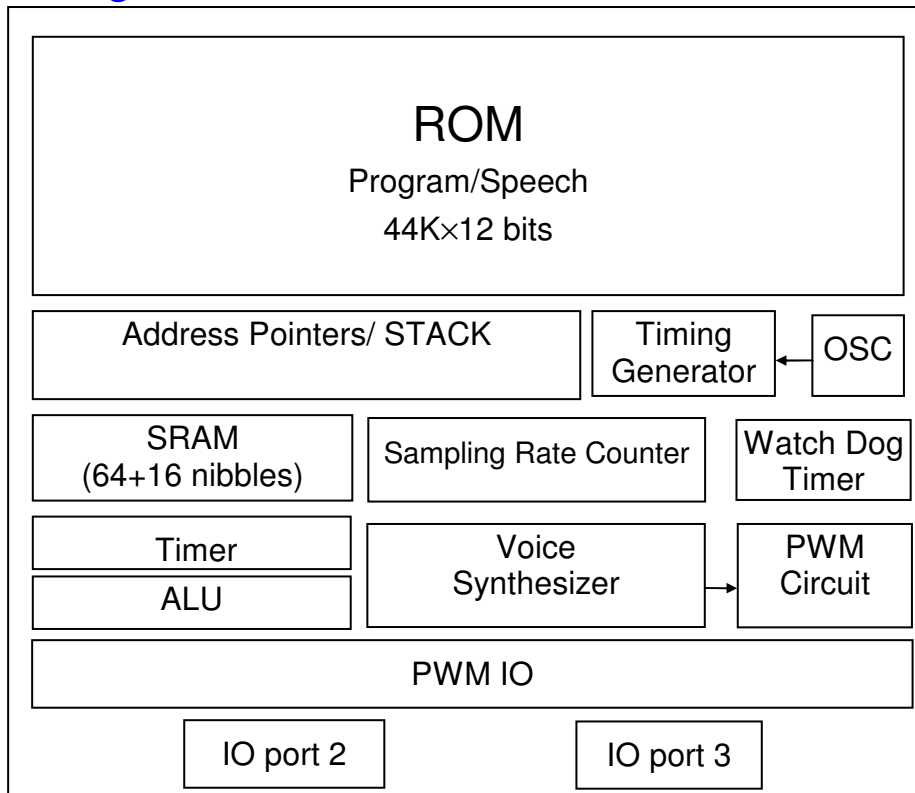 ROM
Program/Speech
44K×12 bits
Address Pointers/ STACK
Timing
Generator
OSC
SRAM
(64+16 nibbles)
Sampling Rate Counter
Watch Dog
Timer
Timer
ALU
Voice
Synthesizer
PWM
Circuit
PWM IO
IO port 2
IO port 3